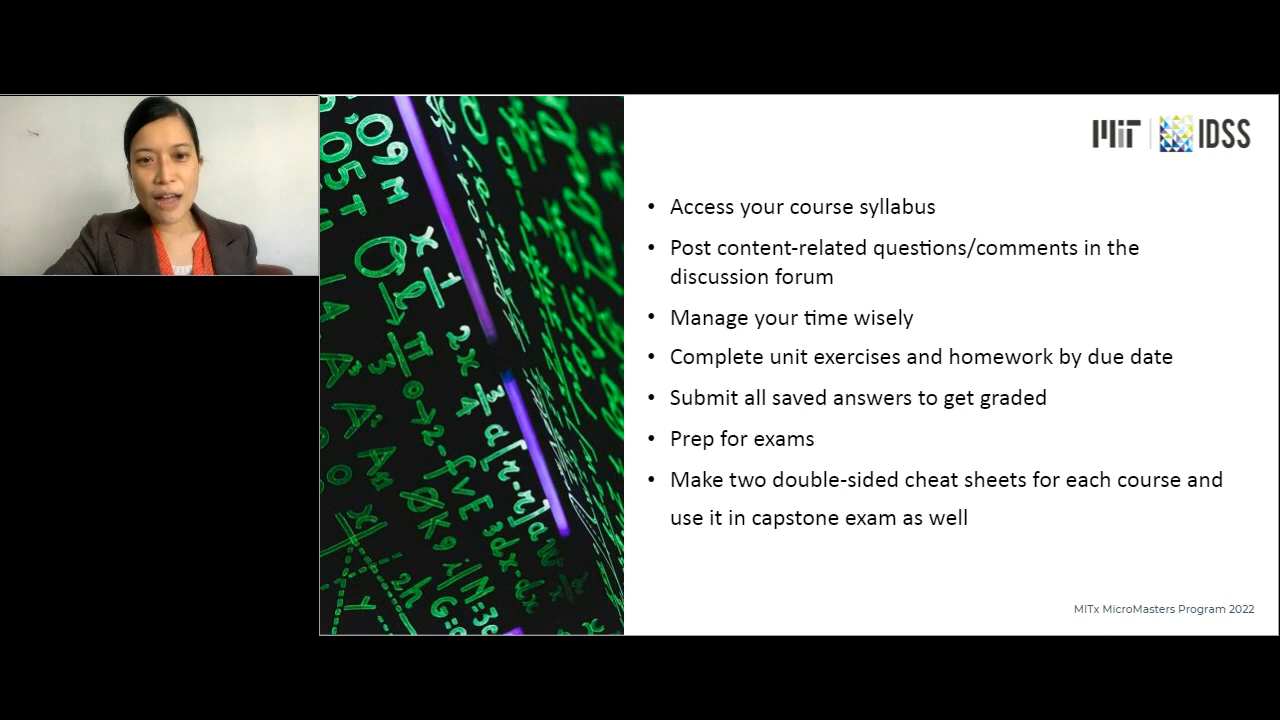 MIT IDSS
• Access your course syllabus
• Post content-related questions/comments in the
discussion forum
• Manage your time wisely
• Complete unit exercises and homework by due date
• Submit all saved answers to get graded
• Prep for exams
• Make two double-sided cheat sheets for each course and
use it in capstone exam as well
MITx MicroMasters Program 2022